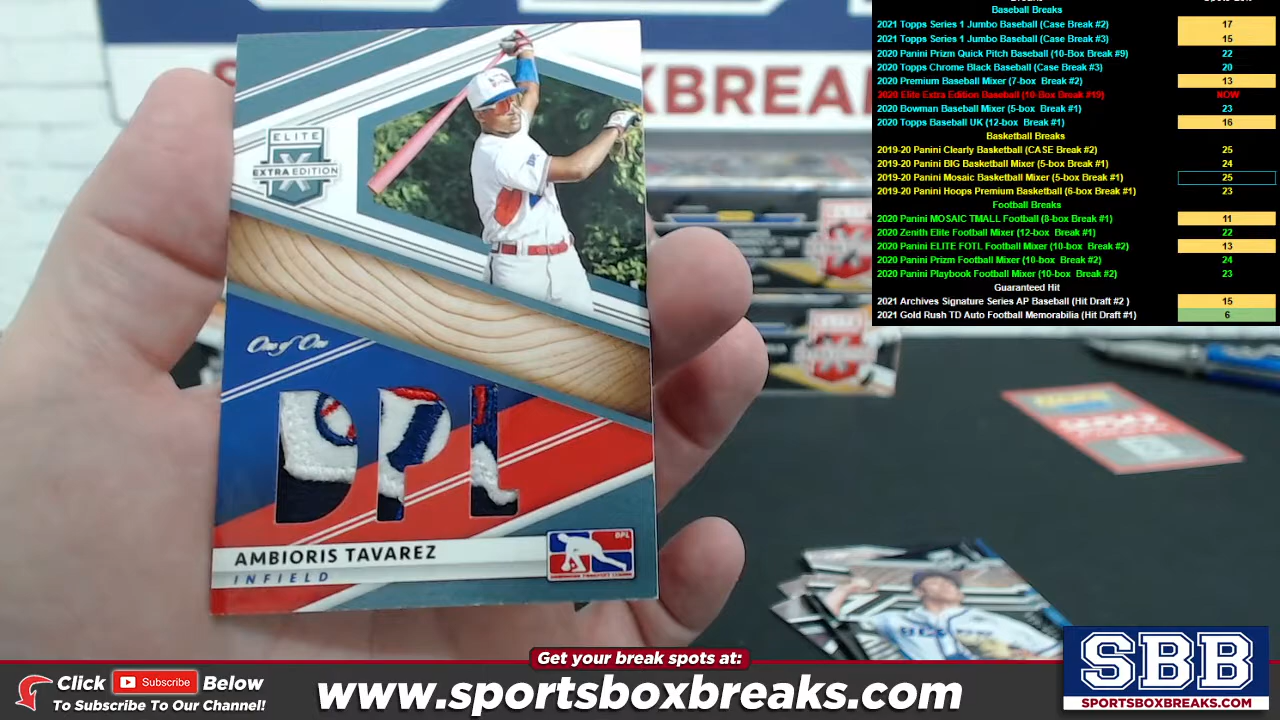 ELITE
X
EXTRA EDITION
One of One
DPL
AMBIORIS TAVAREZ
INFIELD
DPL
Baseball Breaks
2021 Topps Series 1 Jumbo Baseball (Case Break #2) 17
2021 Topps Series 1 Jumbo Baseball (Case Break #3) 15
2020 Panini Prizm Quick Pitch Baseball (10-Box Break #9) 22
2020 Topps Chrome Black Baseball (Case Break #3) 20
2020 Premium Baseball Mixer (7-box Break #2) 13
2020 Elite Extra Edition Baseball (10-Box Break #19) NOW
2020 Bowman Baseball Mixer (5-box Break #1) 23
2020 Topps Baseball UK (12-box Break #1) 16
Basketball Breaks
2019-20 Panini Clearly Basketball (CASE Break #2) 25
2019-20 Panini BIG Basketball Mixer (5-box Break #1) 24
2019-20 Panini Mosaic Basketball Mixer (5-box Break #1) 25
2019-20 Panini Hoops Premium Basketball (6-box Break #1) 23
Football Breaks
2020 Panini MOSAIC TMALL Football (8-box Break #1) 11
2020 Zenith Elite Football Mixer (12-box Break #1) 22
2020 Panini ELITE FOTL Football Mixer (10-box Break #2) 13
2020 Panini Prizm Football Mixer (10-box Break #2) 24
2020 Panini Playbook Football Mixer (10-box Break #2) 23
Guaranteed Hit
2021 Archives Signature Series AP Baseball (Hit Draft #2 ) 15
2021 Gold Rush TD Auto Football Memorabilia (Hit Draft #1) 6
Get your break spots at:
Click Subscribe Below
To Subscribe To Our Channel!
www.sportsboxbreaks.com
SBB
SPORTSBOXBREAKS.COM